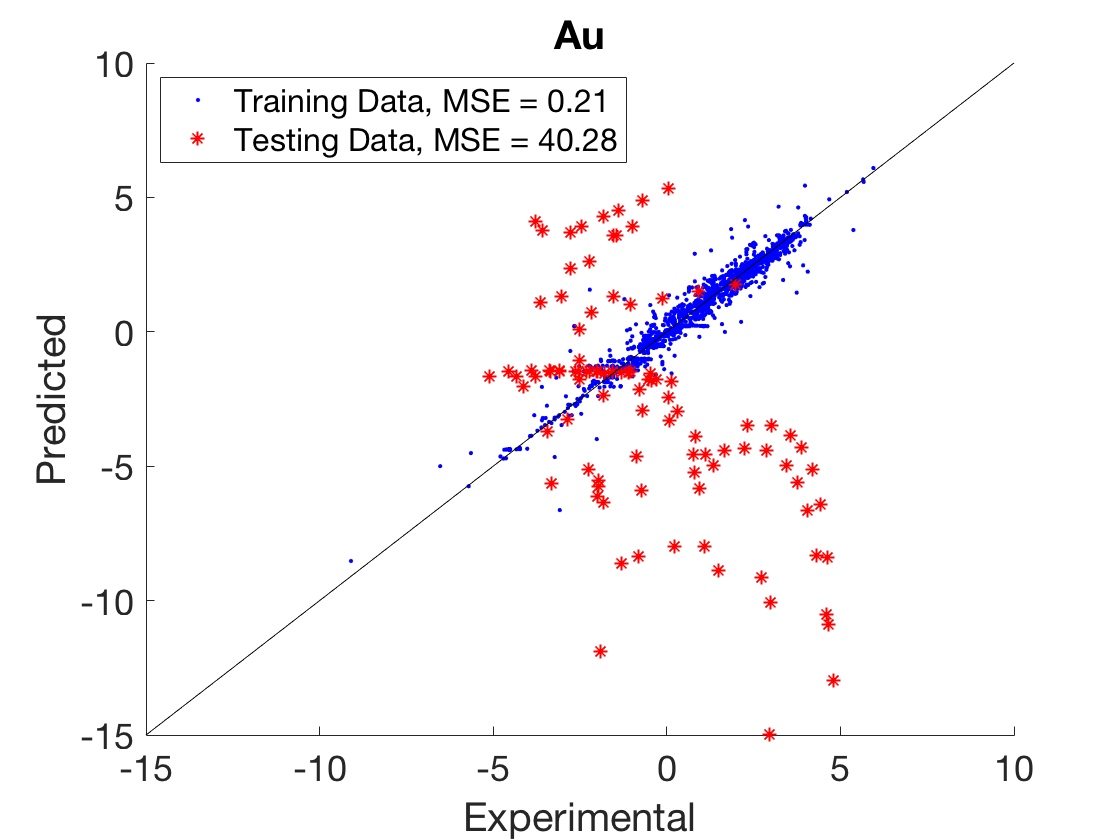 Au
Training Data, MSE = 0.21
Testing Data, MSE = 40.28
10
5
0
-5
-10
-15
Predicted
-15 -10 -5 0 5 10
Experimental